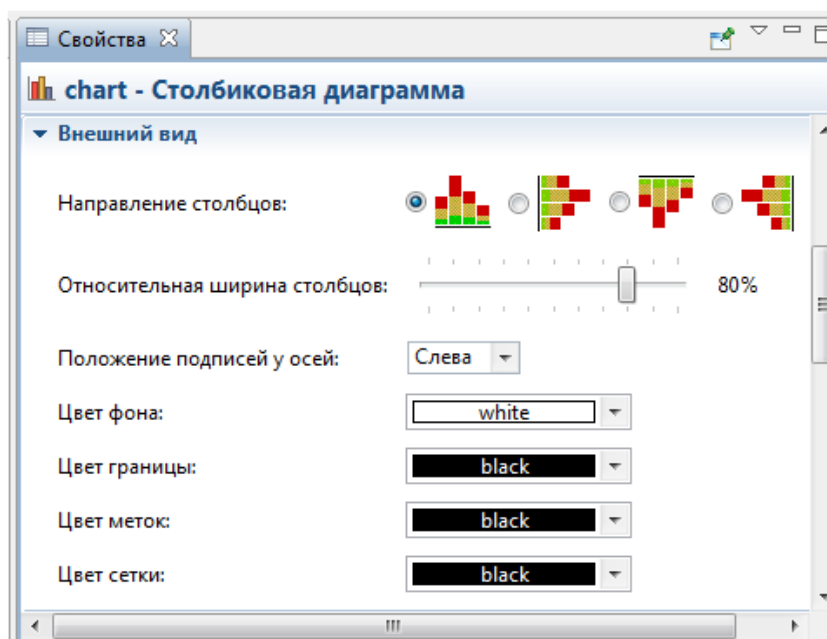 Свойства
chart - Столбиковая диаграмма
Внешний вид
Направление столбцов:
Относительная ширина столбцов: 80%
Положение подписей у осей: Слева
Цвет фона: white
Цвет границы: black
Цвет меток: black
Цвет сетки: black